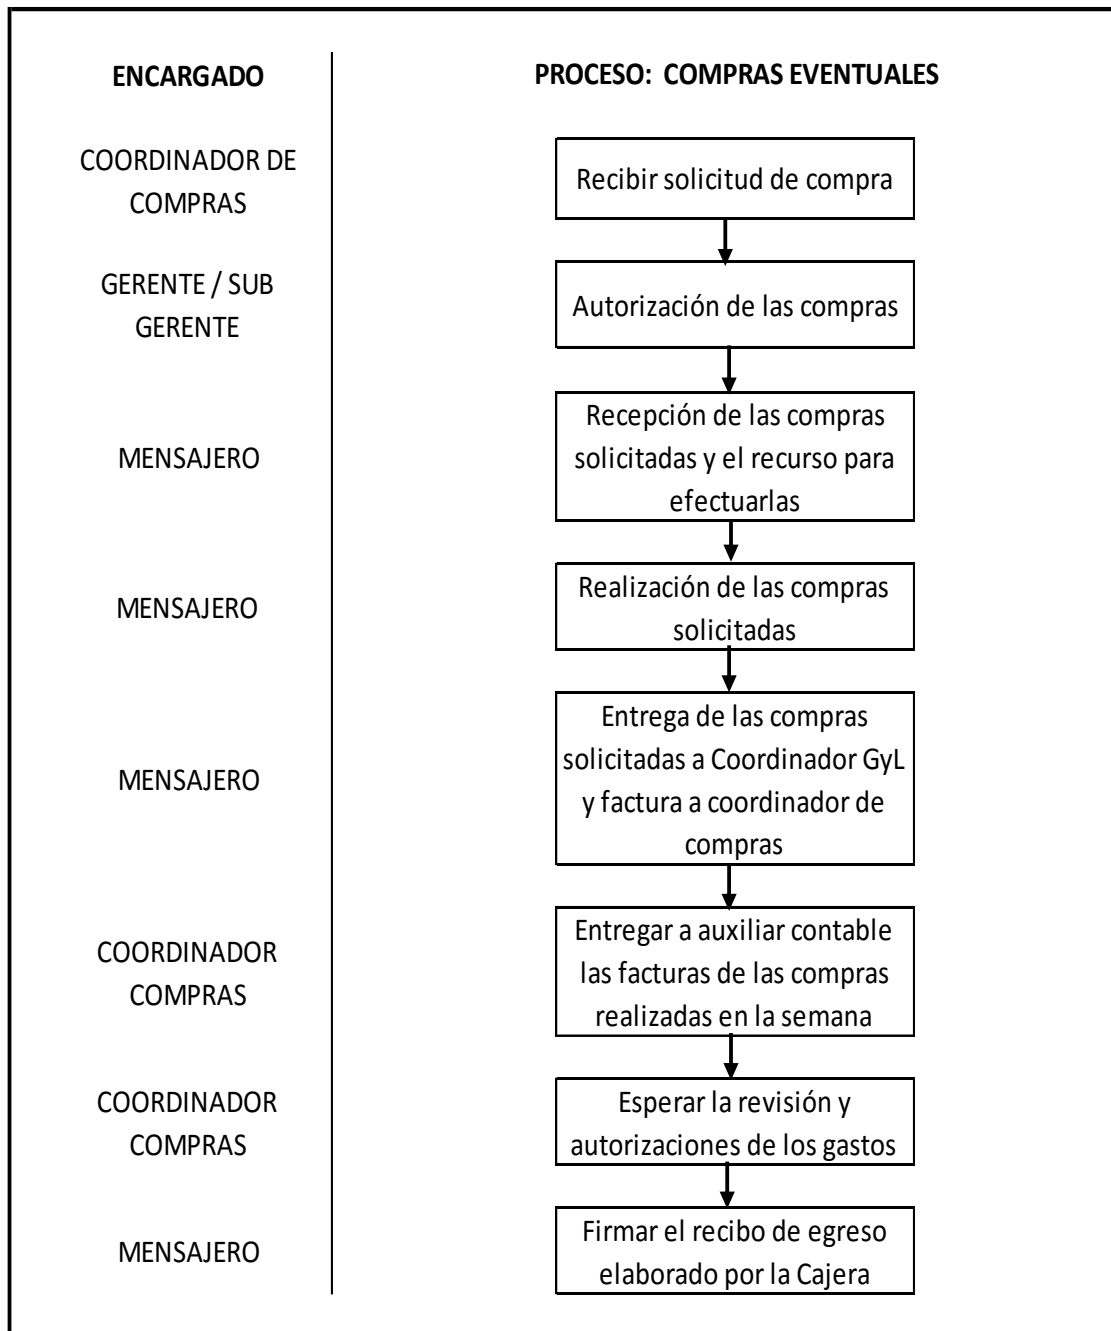 ENCARGADO
PROCESO:  COMPRAS EVENTUALES
COORDINADOR DE
COMPRAS
Recibir solicitud de compra
GERENTE / SUB
GERENTE
Autorización de las compras
MENSAJERO
Recepción de las compras
solicitadas y el recurso para
efectuarlas
MENSAJERO
Realización de las compras
solicitadas
MENSAJERO
Entrega de las compras
solicitadas a Coordinador GyL
y factura a coordinador de
compras
COORDINADOR
COMPRAS
Entregar a auxiliar contable
las facturas de las compras
realizadas en la semana
COORDINADOR
COMPRAS
Esperar la revisión y
autorizaciones de los gastos
MENSAJERO
Firmar el recibo de egreso
elaborado por la Cajera